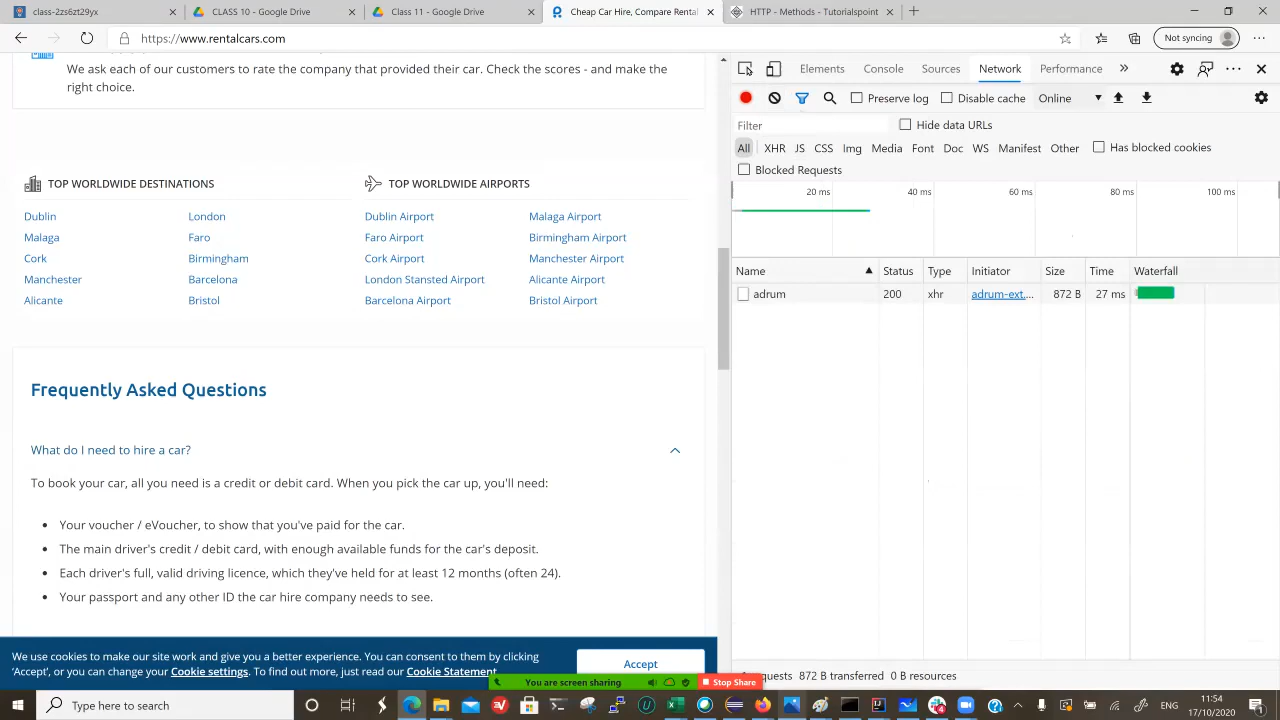 class-2zs6zt29yx
CLASS 10 - Google Drive
Class 11 - Google Drive
Cheap Car Hire, Compare Rental
HTTP - Methods - Tutorialspoint
https://www.rentalcars.com
Not syncing
We ask each of our customers to rate the company that provided their car. Check the scores - and make the
right choice.
TOP WORLDWIDE DESTINATIONS
TOP WORLDWIDE AIRPORTS
Dublin
London
Dublin Airport
Malaga Airport
Malaga
Faro
Faro Airport
Birmingham Airport
Cork
Birmingham
Cork Airport
Manchester Airport
Manchester
Barcelona
London Stansted Airport
Alicante Airport
Alicante
Bristol
Barcelona Airport
Bristol Airport
Frequently Asked Questions
What do I need to hire a car?
To book your car, all you need is a credit or debit card. When you pick the car up, you'll need:
Your voucher / eVoucher, to show that you've paid for the car.
The main driver's credit / debit card, with enough available funds for the car's deposit.
Each driver's full, valid driving licence, which they've held for at least 12 months (often 24).
Your passport and any other ID the car hire company needs to see.
We use cookies to make our site work and give you a better experience. You can consent to them by clicking
'Accept', or you can change your Cookie settings. To find out more, just read our Cookie Statement
Accept
Elements
Console
Sources
Network
Performance
Preserve log
Disable cache
Online
Filter
Hide data URLs
All
XHR
JS
CSS
Img
Media
Font
Doc
WS
Manifest
Other
Has blocked cookies
Blocked Requests
20 ms
40 ms
60 ms
80 ms
100 ms
Name
Status
Type
Initiator
Size
Time
Waterfall
adrum
200
xhr
adrum-ext....
872 B
27 ms
872 B transferred
0 B resources
You are screen sharing
Stop Share
Type here to search
11:54
17/10/2020